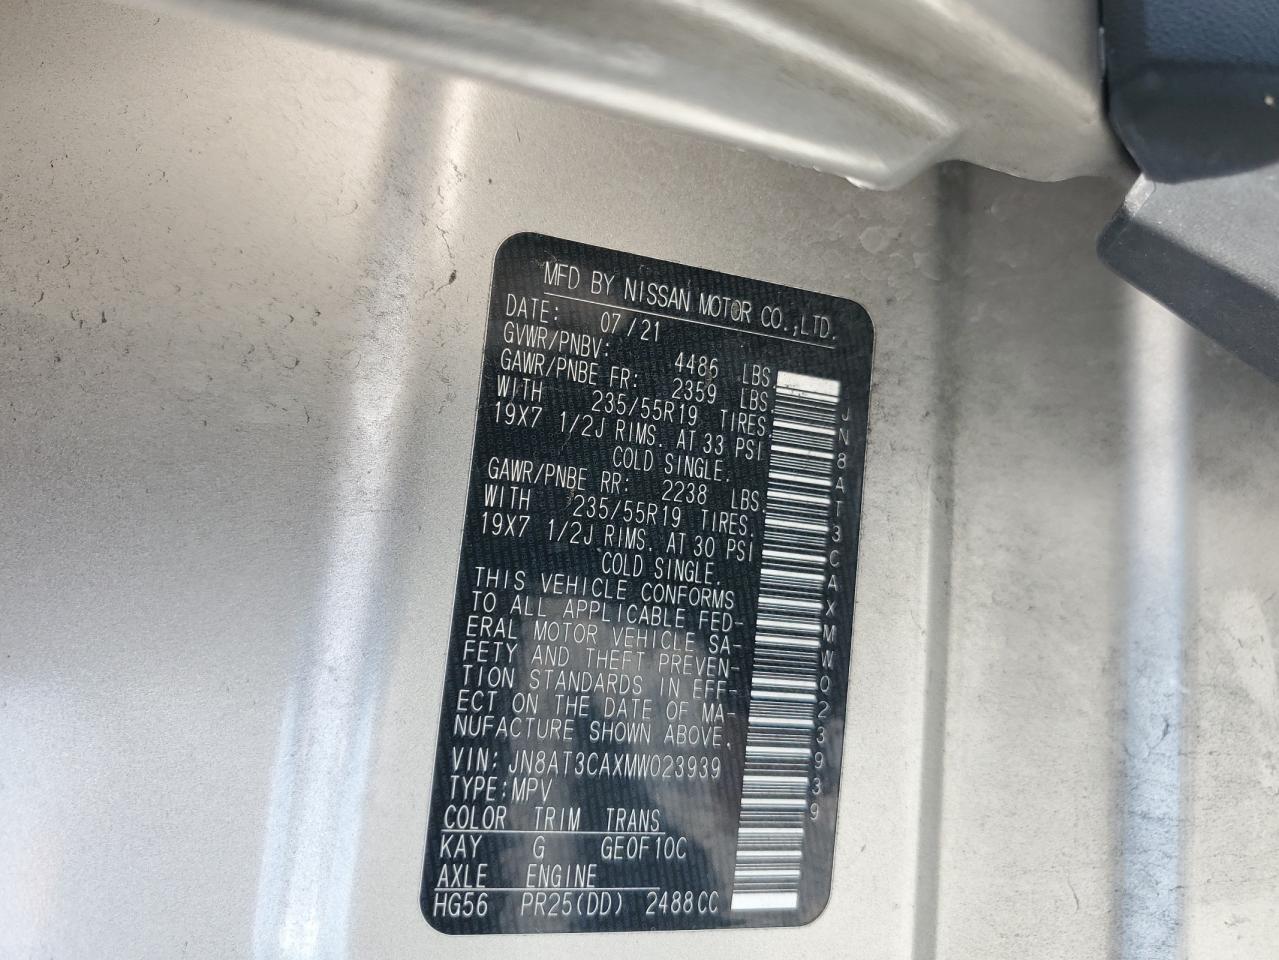 MFD BY NISSAN MOTOR CO.,LTD.
DATE: 07/21
GVWR/PNBV: 4486 LBS.
GAWR/PNBE FR: 2359 LBS.
WITH 235/55R19 TIRES.
19X7 1/2J RIMS. AT 33 PSI
COLD SINGLE.
GAWR/PNBE RR: 2238 LBS.
WITH 235/55R19 TIRES.
19X7 1/2J RIMS. AT 30 PSI
COLD SINGLE.
THIS VEHICLE CONFORMS
TO ALL APPLICABLE FED-
ERAL MOTOR VEHICLE SA-
FETY AND THEFT PREVEN-
TION STANDARDS IN EFF-
ECT ON THE DATE OF MA-
NUFACTURE SHOWN ABOVE.
VIN: JN8AT3CAXMW023939
TYPE:MPV
COLOR TRIM TRANS
KAY G GE0F10C
AXLE ENGINE
HG56 PR25(DD) 2488CC
JN8AT3CAXMW023939